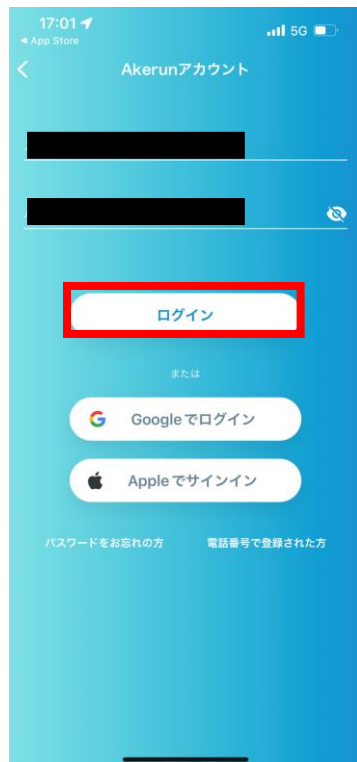 17:01
5G
◀ App Store
Akerunアカウント
ログイン
または
Googleでログイン
Appleでサインイン
パスワードをお忘れの方
電話番号で登録された方